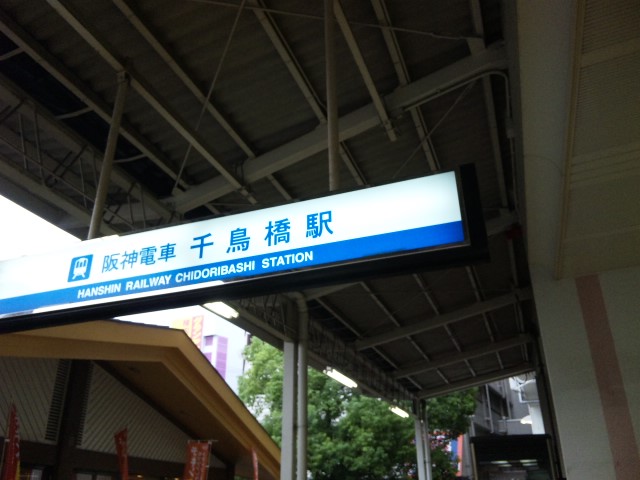 阪神電車 千鳥橋駅
HANSHIN RAILWAY CHIDORIBASHI STATION